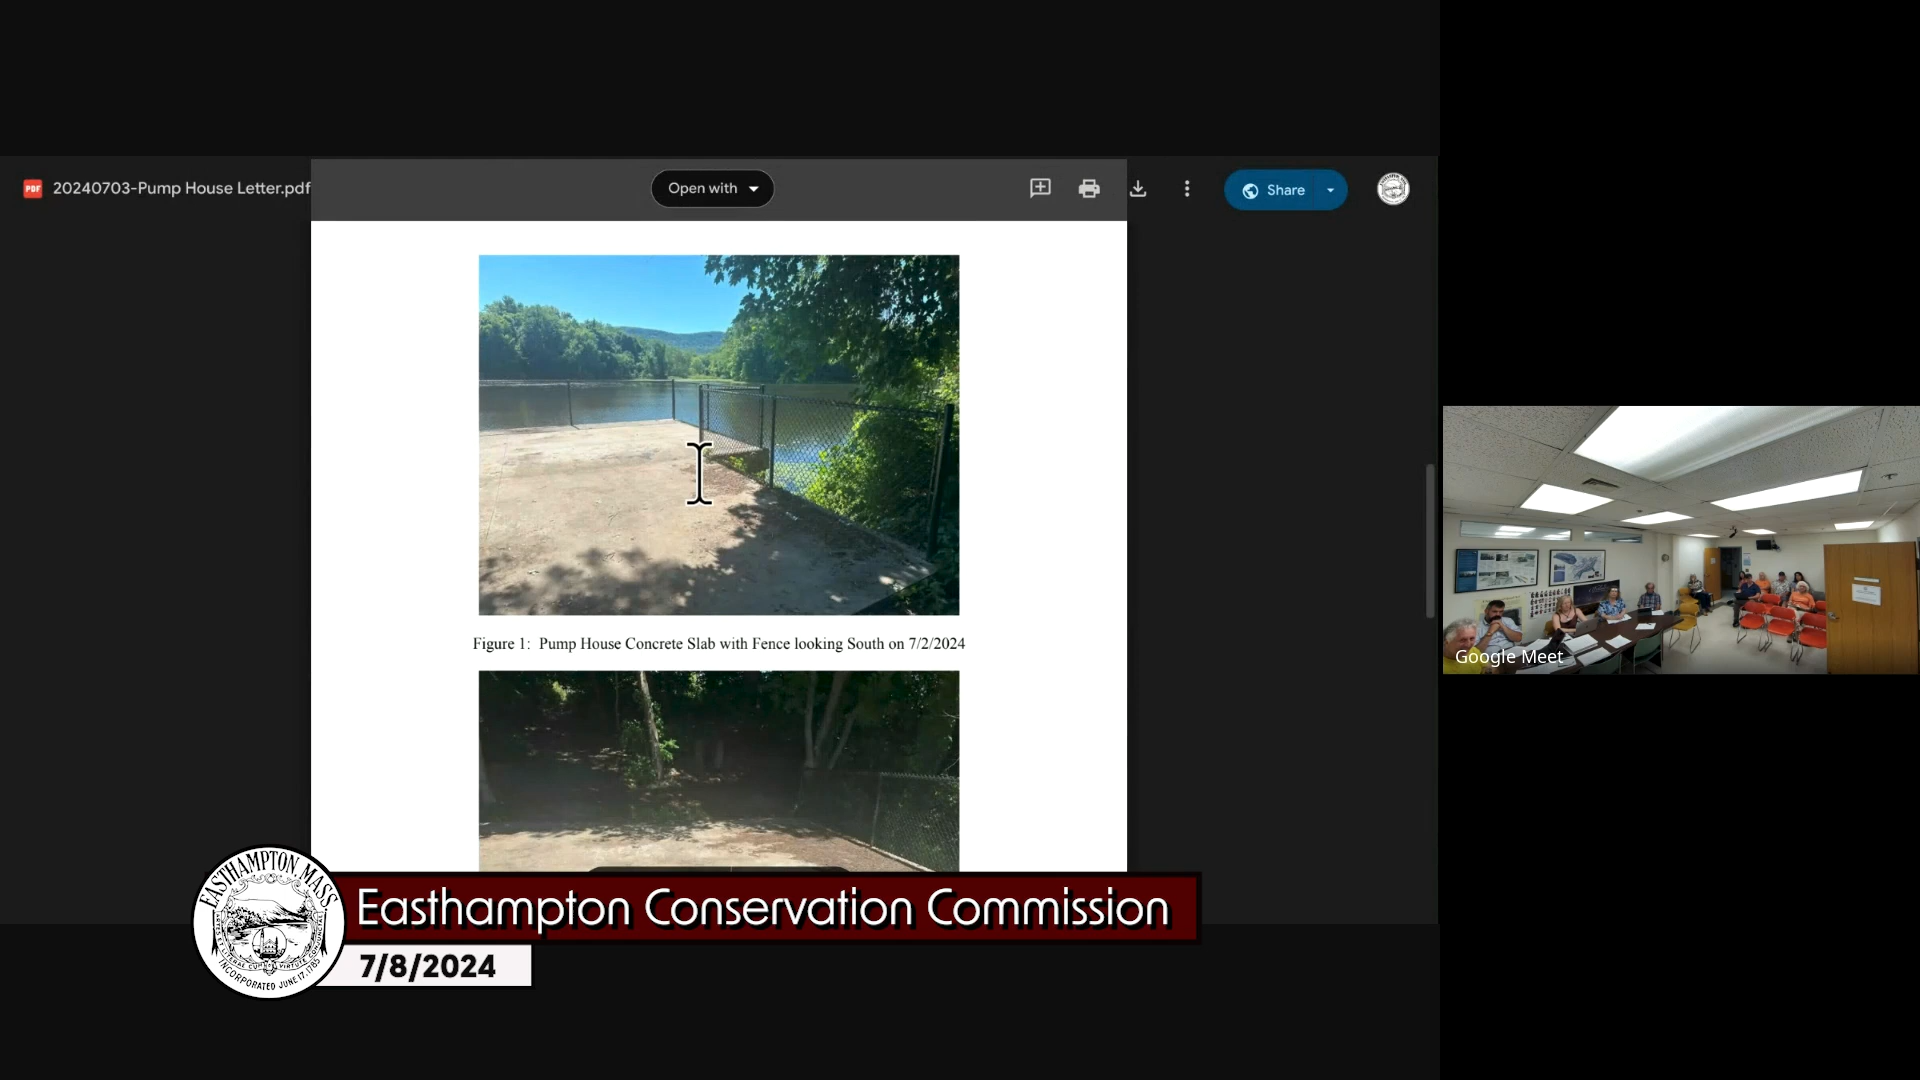 PDF
20240703-Pump House Letter.pdf
Open with
Share
Figure 1: Pump House Concrete Slab with Fence looking South on 7/2/2024
Google Meet
EASTHAMPTON, MASS
INCORPORATED JUNE 17, 1785
Easthampton Conservation Commission
7/8/2024